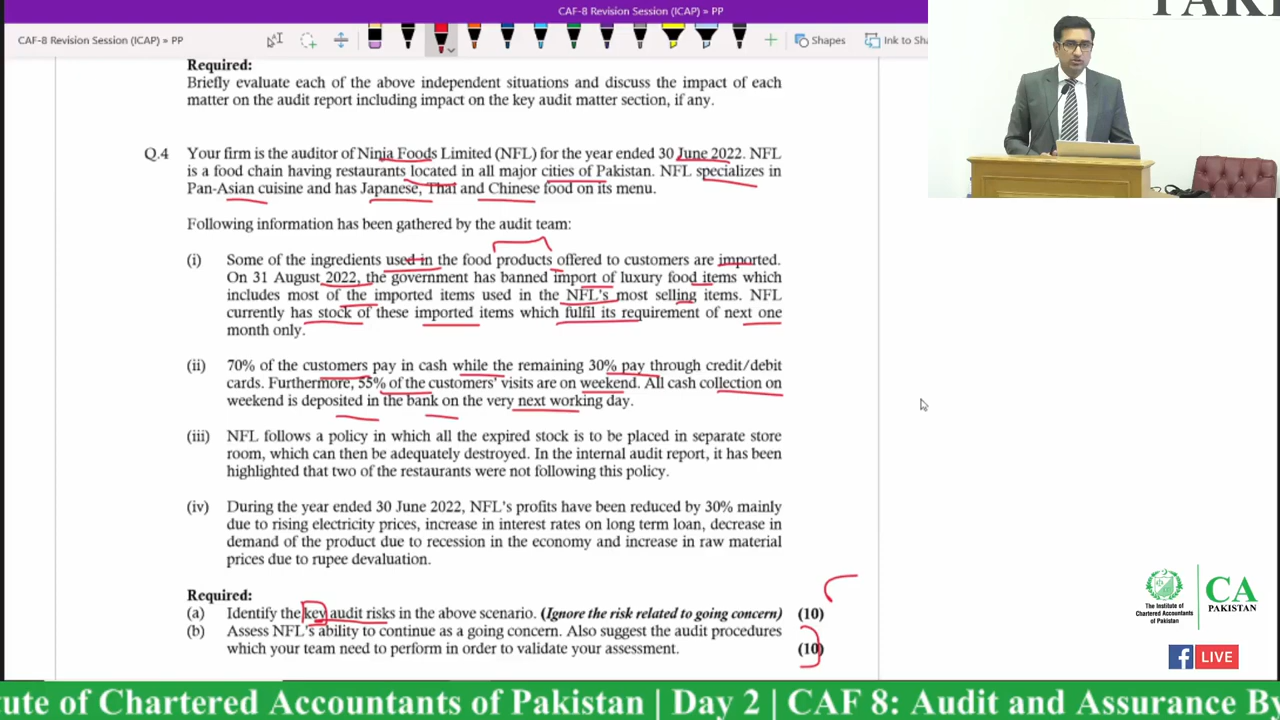 CAF-8 Revision Session (ICAP) » PP
CAF-8 Revision Session (ICAP) » PP
Shapes
Ink to Sha
Required:
Briefly evaluate each of the above independent situations and discuss the impact of each
matter on the audit report including impact on the key audit matter section, if any.
Q.4 Your firm is the auditor of Ninja Foods Limited (NFL) for the year ended 30 June 2022. NFL
is a food chain having restaurants located in all major cities of Pakistan. NFL specializes in
Pan-Asian cuisine and has Japanese, Thai and Chinese food on its menu.
Following information has been gathered by the audit team:
(i) Some of the ingredients used in the food products offered to customers are imported.
On 31 August 2022, the government has banned import of luxury food items which
includes most of the imported items used in the NFL's most selling items. NFL
currently has stock of these imported items which fulfil its requirement of next one
month only.
(ii) 70% of the customers pay in cash while the remaining 30% pay through credit/debit
cards. Furthermore, 55% of the customers' visits are on weekend. All cash collection on
weekend is deposited in the bank on the very next working day.
(iii) NFL follows a policy in which all the expired stock is to be placed in separate store
room, which can then be adequately destroyed. In the internal audit report, it has been
highlighted that two of the restaurants were not following this policy.
(iv) During the year ended 30 June 2022, NFL's profits have been reduced by 30% mainly
due to rising electricity prices, increase in interest rates on long term loan, decrease in
demand of the product due to recession in the economy and increase in raw material
prices due to rupee devaluation.
Required:
(a) Identify the key audit risks in the above scenario. (Ignore the risk related to going concern) (10)
(b) Assess NFL's ability to continue as a going concern. Also suggest the audit procedures
which your team need to perform in order to validate your assessment. (10)
The Institute of
Chartered Accountants
of Pakistan
CA
PAKISTAN
LIVE
ute of Chartered Accountants of Pakistan | Day 2 | CAF 8: Audit and Assurance By